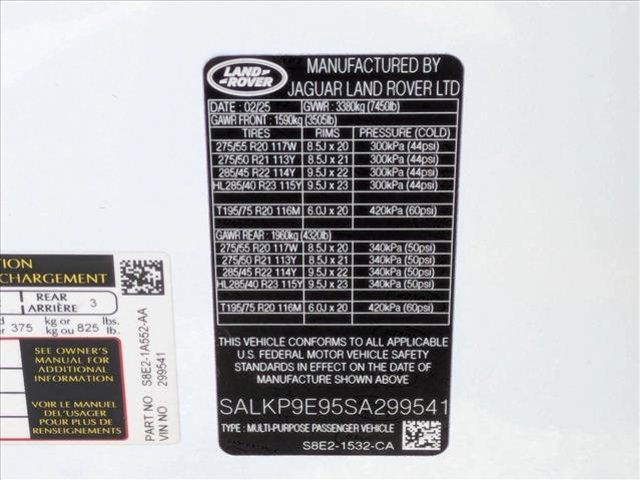 LAND ROVER
MANUFACTURED BY
JAGUAR LAND ROVER LTD
DATE : 02/25 GVWR : 3380kg (7450lb)
GAWR FRONT : 1590kg (3505lb)
TIRES RIMS PRESSURE (COLD)
275/55 R20 117W 8.5J x 20 300kPa (44psi)
275/50 R21 113Y 8.5J x 21 300kPa (44psi)
285/45 R22 114Y 9.5J x 22 300kPa (44psi)
HL285/40 R23 115Y 9.5J x 23 300kPa (44psi)
T195/75 R20 116M 6.0J x 20 420kPa (60psi)
GAWR REAR : 1960kg (4320lb)
275/55 R20 117W 8.5J x 20 340kPa (50psi)
275/50 R21 113Y 8.5J x 21 340kPa (50psi)
285/45 R22 114Y 9.5J x 22 340kPa (50psi)
HL285/40 R23 115Y 9.5J x 23 340kPa (50psi)
T195/75 R20 116M 6.0J x 20 420kPa (60psi)
THIS VEHICLE CONFORMS TO ALL APPLICABLE
U.S. FEDERAL MOTOR VEHICLE SAFETY
STANDARDS IN EFFECT ON THE DATE OF
MANUFACTURE SHOWN ABOVE.
SALKP9E95SA299541
TYPE : MULTI-PURPOSE PASSENGER VEHICLE
S8E2-1532-CA
TION
CHARGEMENT
REAR
ARRIÈRE 3
375 kg or kg ou 825 lbs. lb.
SEE OWNER'S
MANUAL FOR
ADDITIONAL
INFORMATION
VOIR LE MANUEL
DE L'USAGER
POUR PLUS DE
RENSEIGNEMENTS
PART NO S8E2-1A552-AA
VIN NO 299541